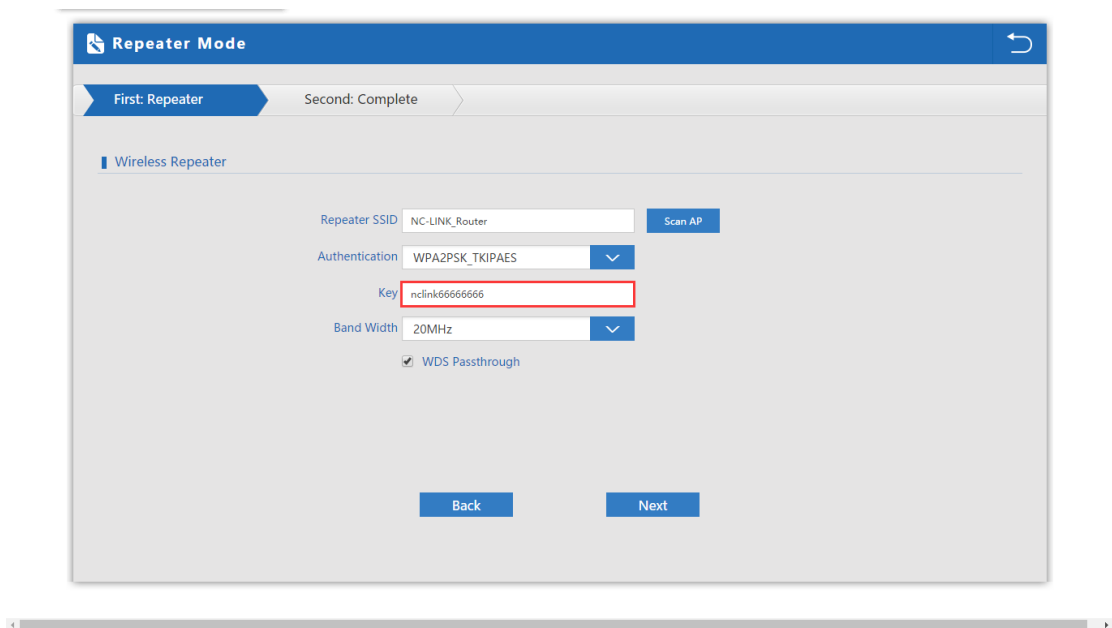 Repeater Mode
First: Repeater Second: Complete
Wireless Repeater
Repeater SSID NC-LINK_Router Scan AP
Authentication WPA2PSK_TKIPAES
Key nclink66666666
Band Width 20MHz
WDS Passthrough
Back Next